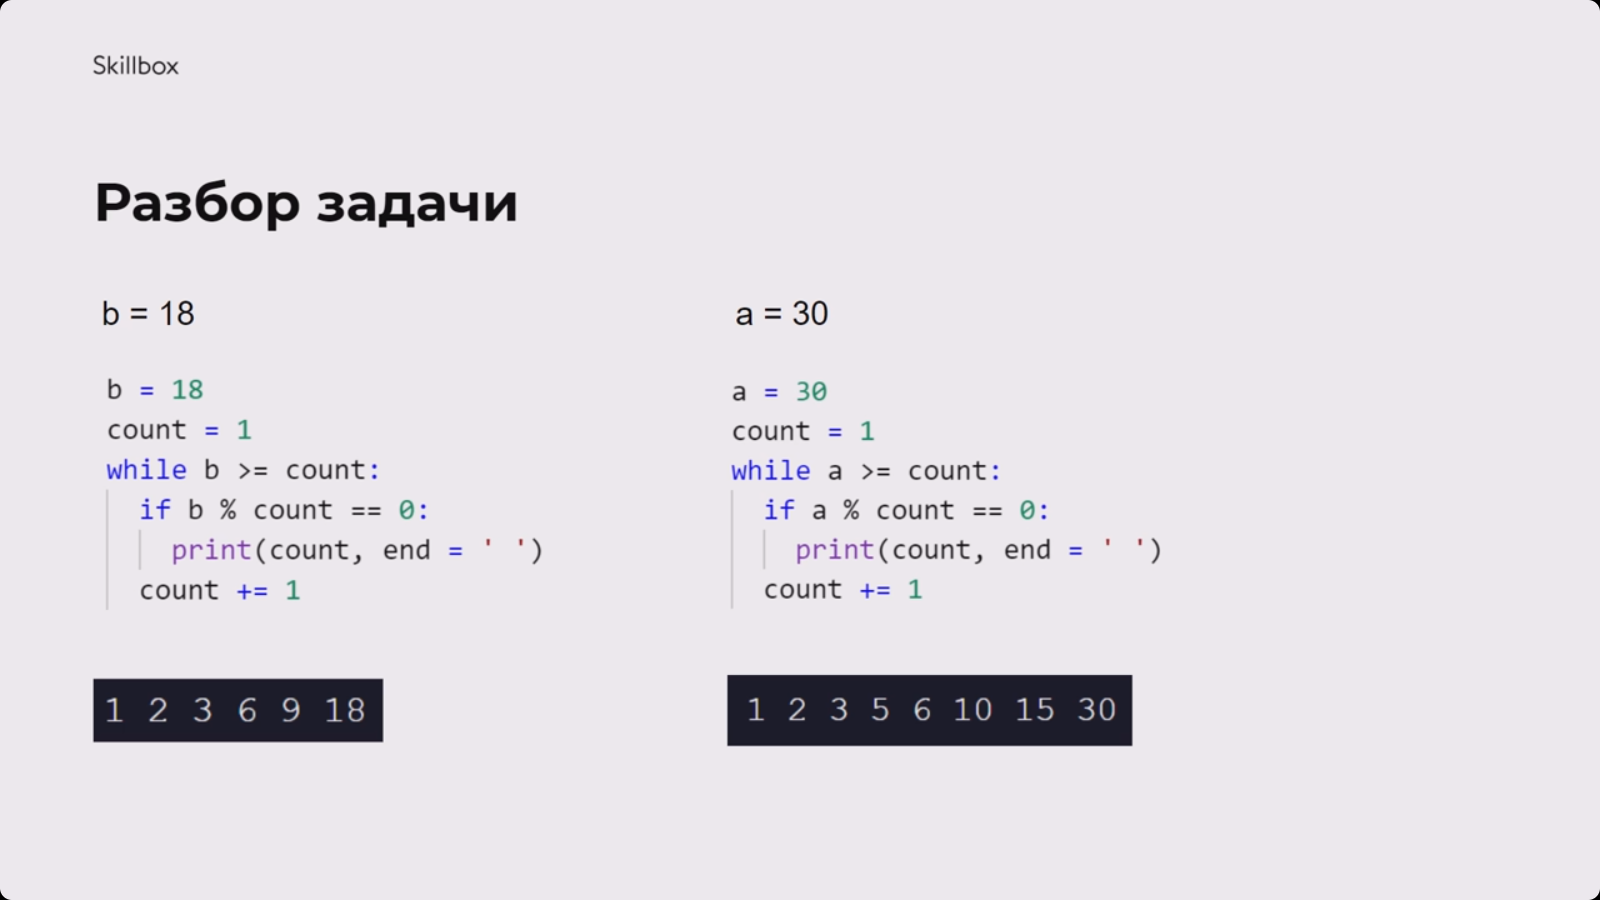 Skillbox
Разбор задачи
b = 18
b = 18
count = 1
while b >= count:
if b % count == 0:
print(count, end = ' ')
count += 1
1 2 3 6 9 18
a = 30
a = 30
count = 1
while a >= count:
if a % count == 0:
print(count, end = ' ')
count += 1
1 2 3 5 6 10 15 30